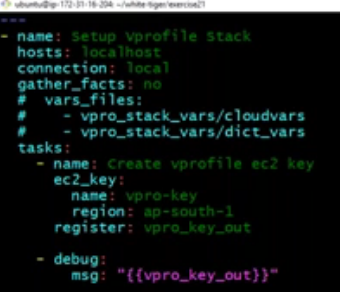 ubuntu@ip-172-31-16-204: ~/white-tiger/exercise21
---
- name: Setup Vprofile Stack
  hosts: localhost
  connection: local
  gather_facts: no
  #  vars_files:
  #    - vpro_stack_vars/cloudvars
  #    - vpro_stack_vars/dict_vars
  tasks:
    - name: Create vprofile ec2 key
      ec2_key:
        name: vpro-key
        region: ap-south-1
      register: vpro_key_out

    - debug:
        msg: "{{vpro_key_out}}"